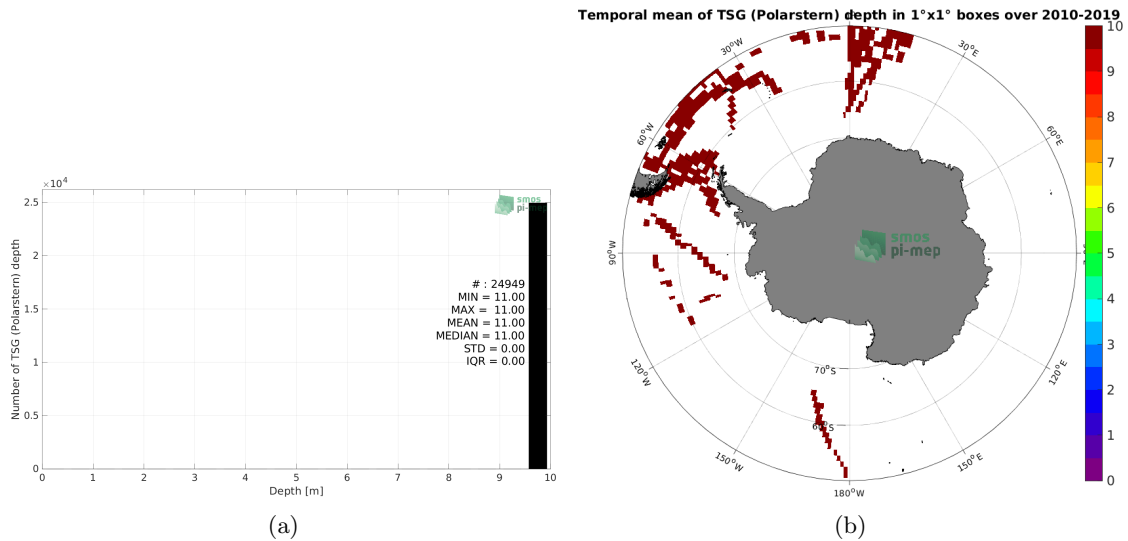 Temporal mean of TSG (Polarstern) depth in 1°x1° boxes over 2010-2019
×10⁴
2.5
2
1.5
1
0.5
0
Number of TSG (Polarstern) depth
smos
pi-mep
# : 24949
MIN = 11.00
MAX = 11.00
MEAN = 11.00
MEDIAN = 11.00
STD = 0.00
IQR = 0.00
0 1 2 3 4 5 6 7 8 9 10
Depth [m]
(a)
30°W
30°E
60°W
60°E
90°W
smos
pi-mep
120°W
120°E
70°S
60°S
150°W
150°E
180°W
10
9
8
7
6
5
4
3
2
1
0
(b)